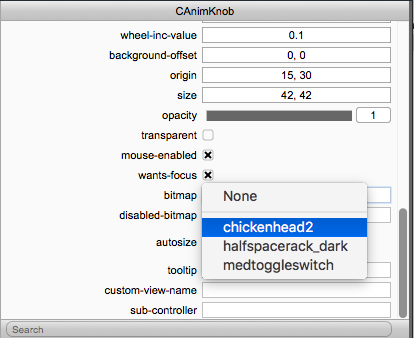 CAnimKnob
wheel-inc-value 0.1
background-offset 0, 0
origin 15, 30
size 42, 42
opacity 1
transparent
mouse-enabled
wants-focus
bitmap
None
disabled-bitmap
chickenhead2
autosize
halfspacerack_dark
medtoggleswitch
tooltip
custom-view-name
sub-controller
Search